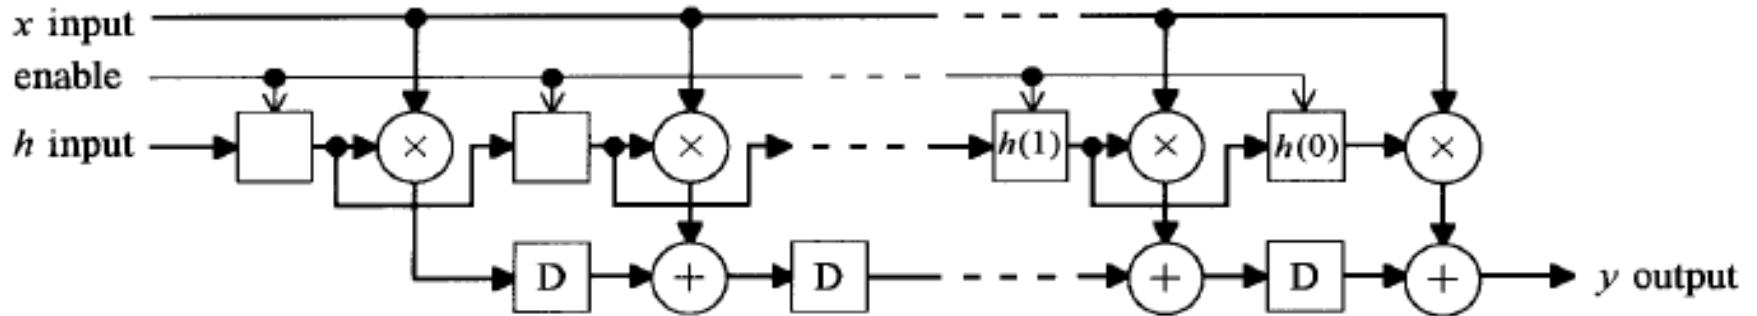 x input
enable
h input × × h(1) × h(0) ×
D + D + D + y output